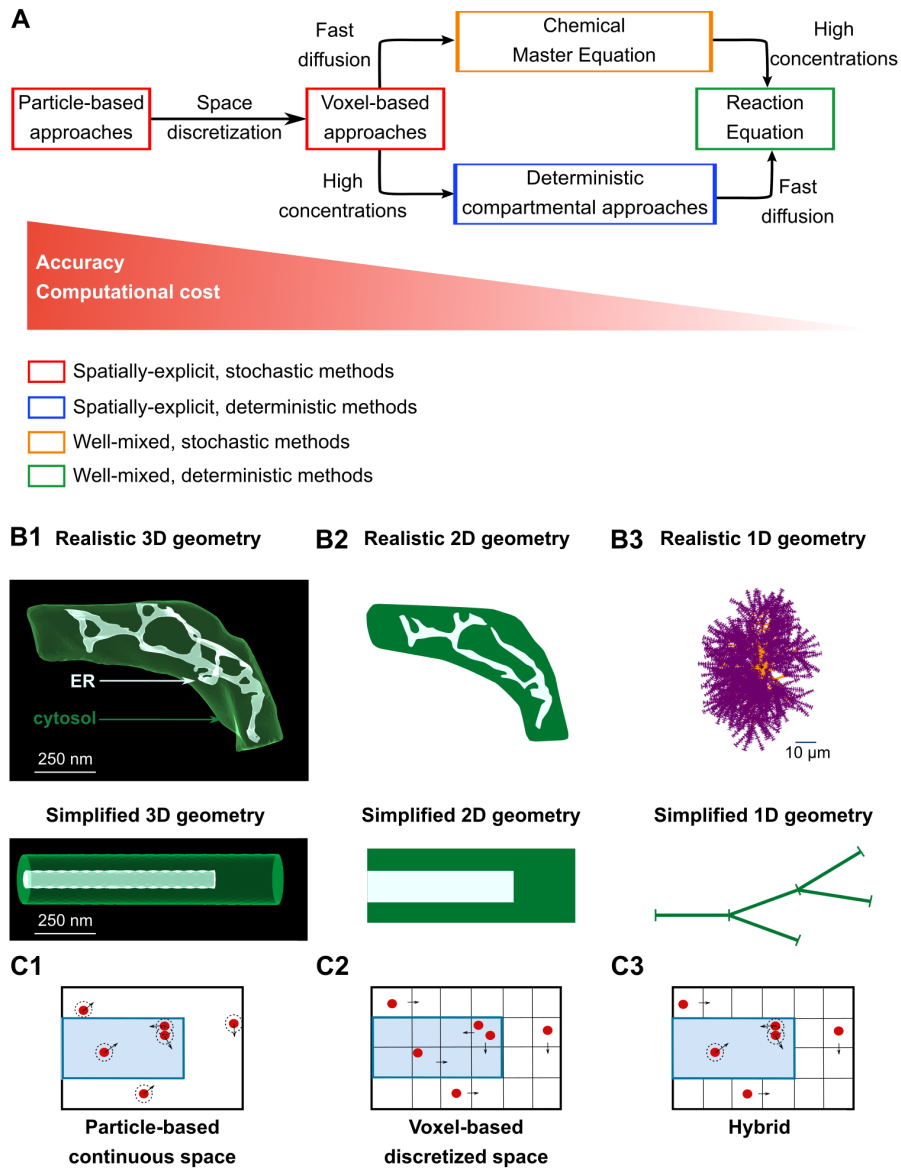 A
Fast
diffusion
Chemical
Master Equation
High
concentrations
Particle-based
approaches
Space
discretization
Voxel-based
approaches
Reaction
Equation
High
concentrations
Deterministic
compartmental approaches
Fast
diffusion
Accuracy
Computational cost
Spatially-explicit, stochastic methods
Spatially-explicit, deterministic methods
Well-mixed, stochastic methods
Well-mixed, deterministic methods
B1 Realistic 3D geometry
ER
cytosol
250 nm
Simplified 3D geometry
250 nm
B2 Realistic 2D geometry
Simplified 2D geometry
B3 Realistic 1D geometry
10 µm
Simplified 1D geometry
C1
Particle-based
continuous space
C2
Voxel-based
discretized space
C3
Hybrid